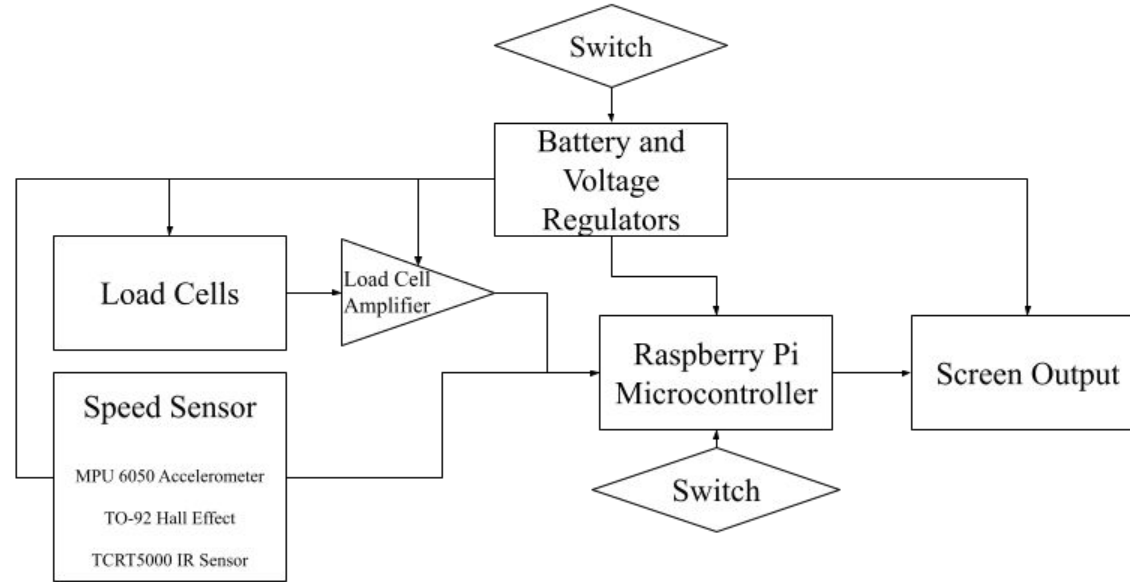 Switch
Battery and
Voltage
Regulators
Load Cells
Load Cell
Amplifier
Raspberry Pi
Microcontroller
Screen Output
Speed Sensor
MPU 6050 Accelerometer
TO-92 Hall Effect
TCRT5000 IR Sensor
Switch